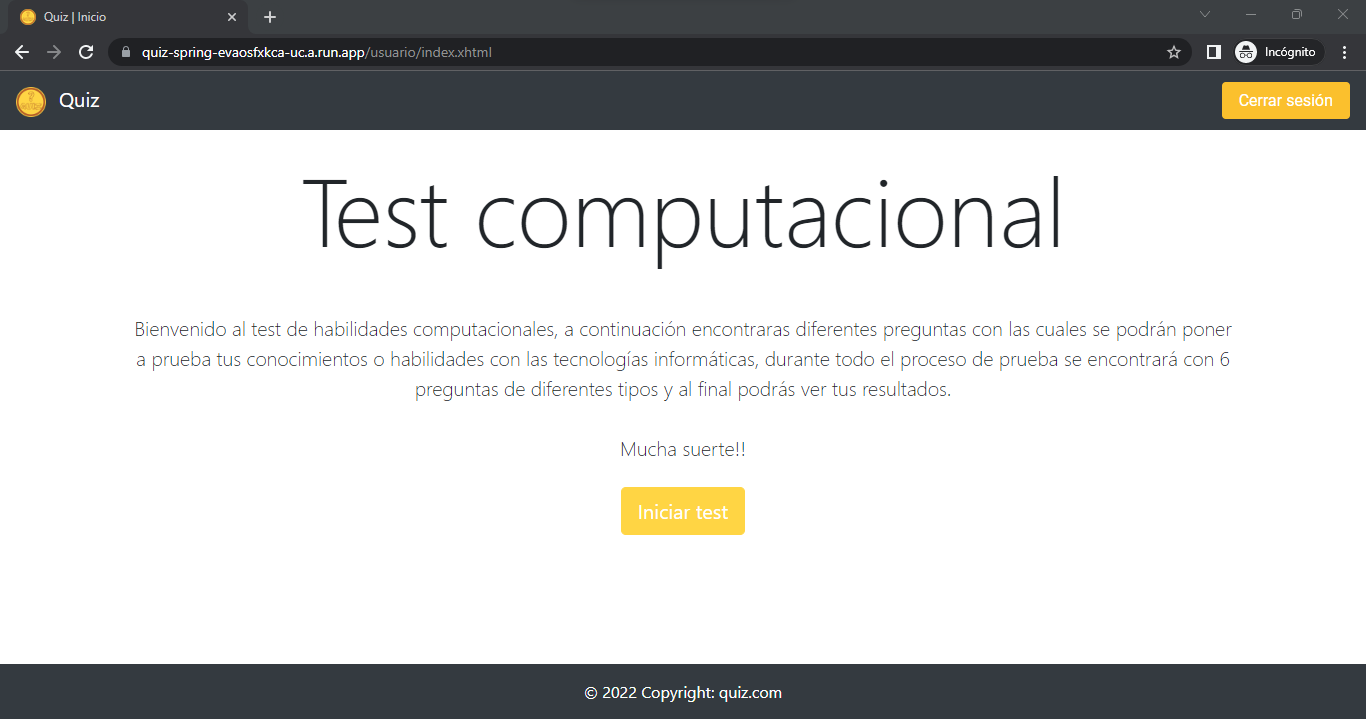 Quiz | Inicio
quiz-spring-evaosfxkca-uc.a.run.app/usuario/index.xhtml
Incógnito
Quiz
Cerrar sesión
Test computacional
Bienvenido al test de habilidades computacionales, a continuación encontraras diferentes preguntas con las cuales se podrán poner
a prueba tus conocimientos o habilidades con las tecnologías informáticas, durante todo el proceso de prueba se encontrará con 6
preguntas de diferentes tipos y al final podrás ver tus resultados.
Mucha suerte!!
Iniciar test
© 2022 Copyright: quiz.com